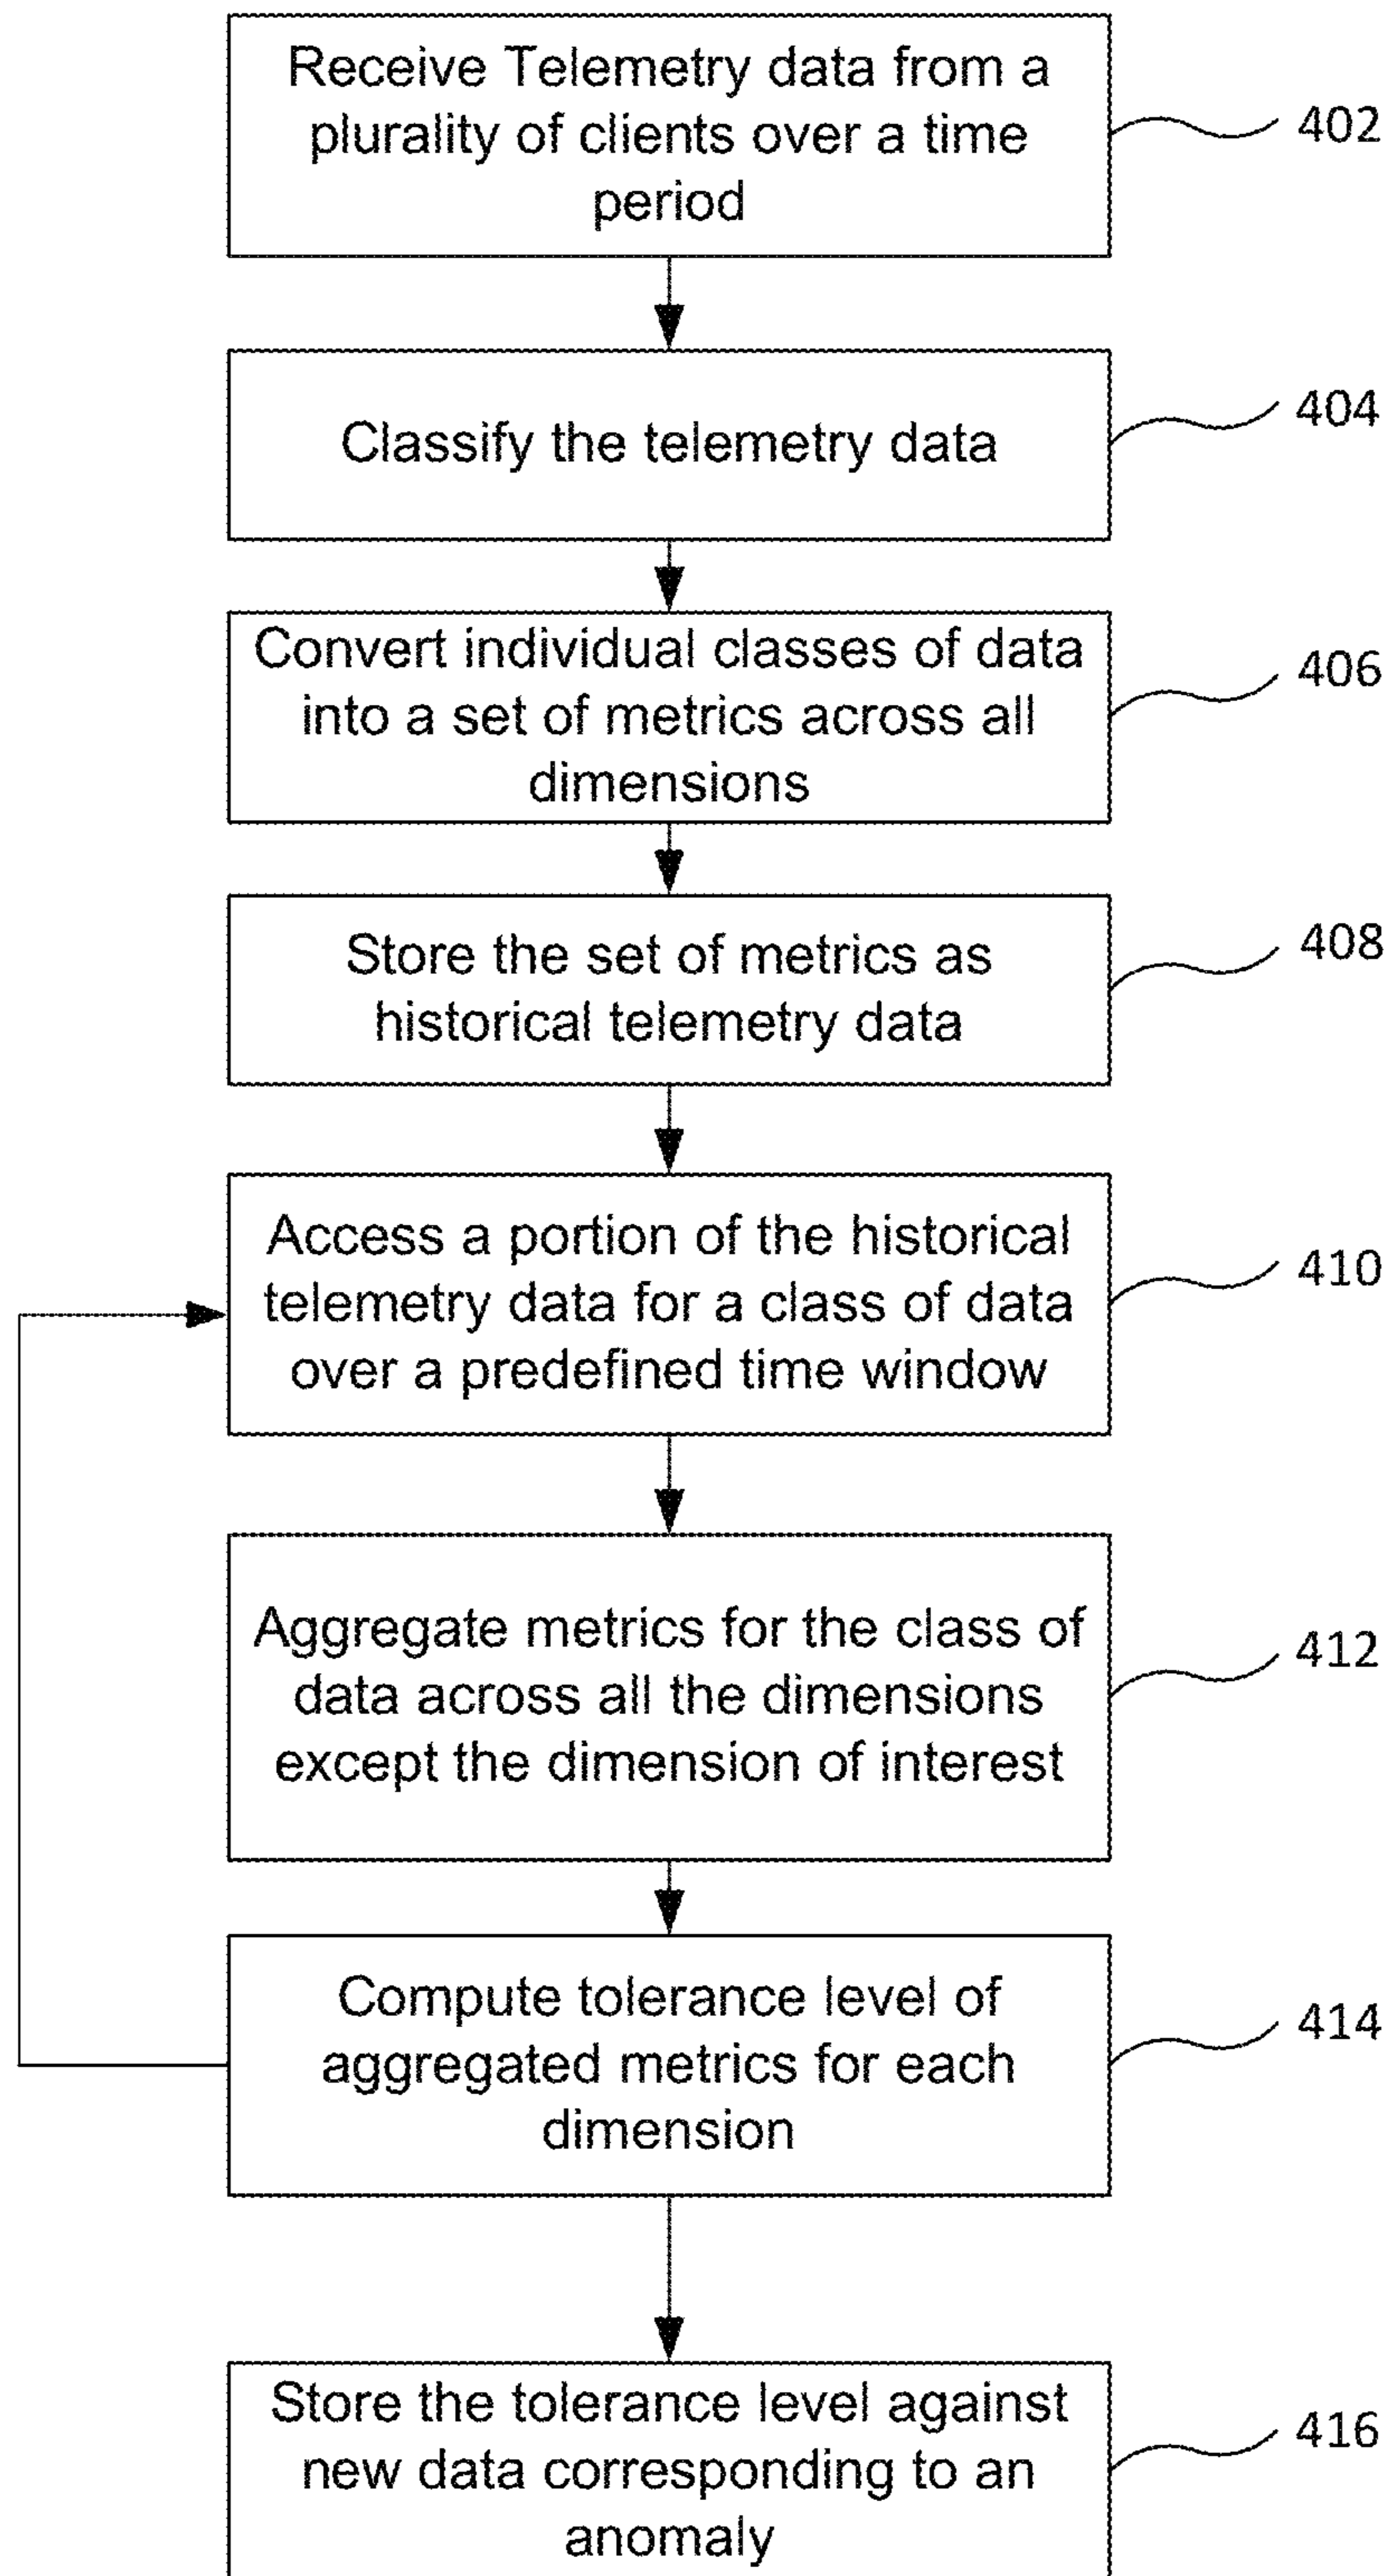 Receive Telemetry data from a
plurality of clients over a time
period
402
Classify the telemetry data
404
Convert individual classes of data
into a set of metrics across all
dimensions
406
Store the set of metrics as
historical telemetry data
408
Access a portion of the historical
telemetry data for a class of data
over a predefined time window
410
Aggregate metrics for the class of
data across all the dimensions
except the dimension of interest
412
Compute tolerance level of
aggregated metrics for each
dimension
414
Store the tolerance level against
new data corresponding to an
anomaly
416